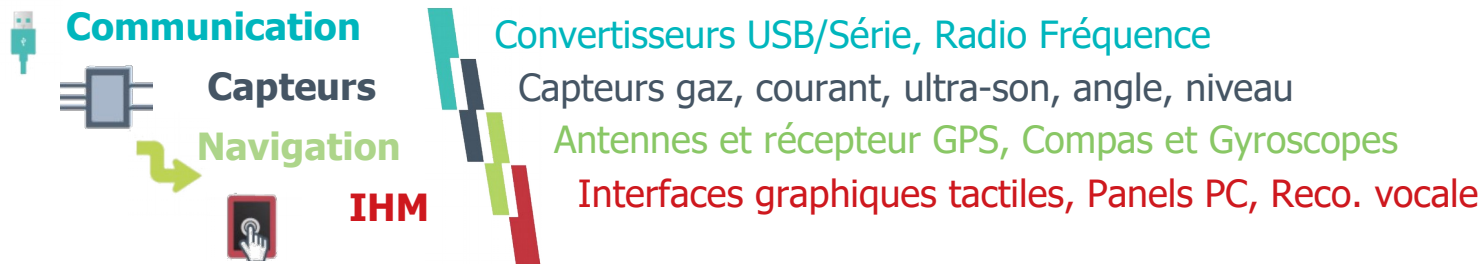 Communication Convertisseurs USB/Série, Radio Fréquence
Capteurs Capteurs gaz, courant, ultra-son, angle, niveau
Navigation Antennes et récepteur GPS, Compas et Gyroscopes
IHM Interfaces graphiques tactiles, Panels PC, Reco. vocale